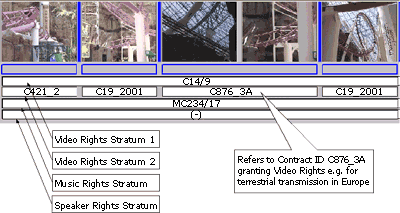 C14/9
C421_2 C19_2001 C876_3A C19_2001
MC234/17
(-)
Video Rights Stratum 1
Video Rights Stratum 2
Music Rights Stratum
Speaker Rights Stratum
Refers to Contract ID C876_3A
granting Video Rights e.g. for
terrestrial transmission in Europe